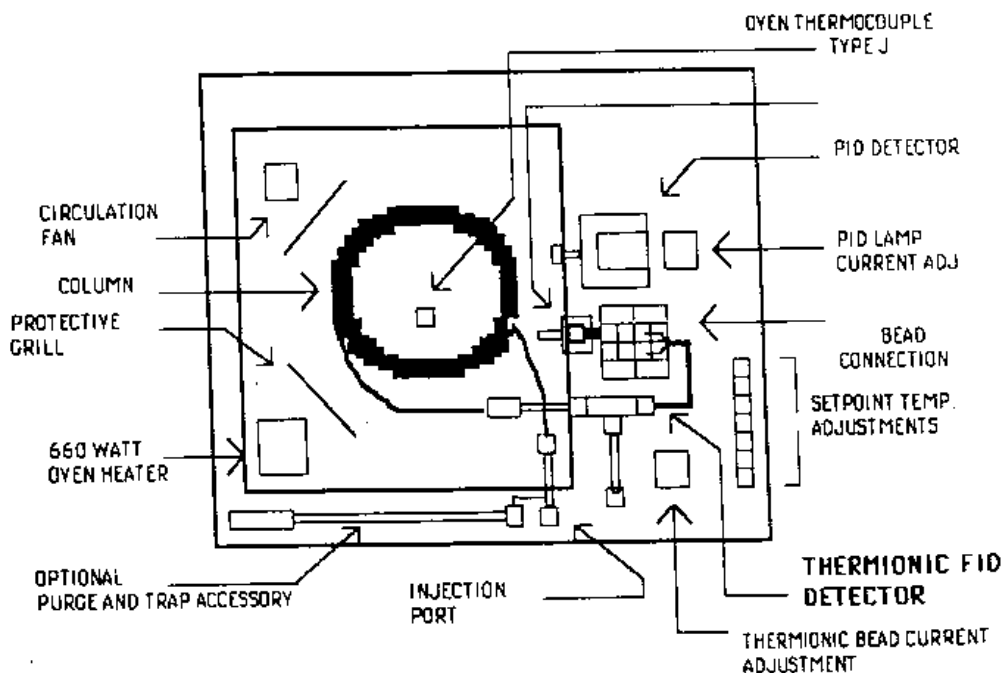 OVEN THERMOCOUPLE
TYPE J
PID DETECTOR
CIRCULATION
FAN
PID LAMP
CURRENT ADJ
COLUMN
PROTECTIVE
GRILL
BEAD
CONNECTION
SETPOINT TEMP.
ADJUSTMENTS
660 WATT
OVEN HEATER
OPTIONAL
PURGE AND TRAP ACCESSORY
INJECTION
PORT
THERMIONIC FID
DETECTOR
THERMIONIC BEAD CURRENT
ADJUSTMENT